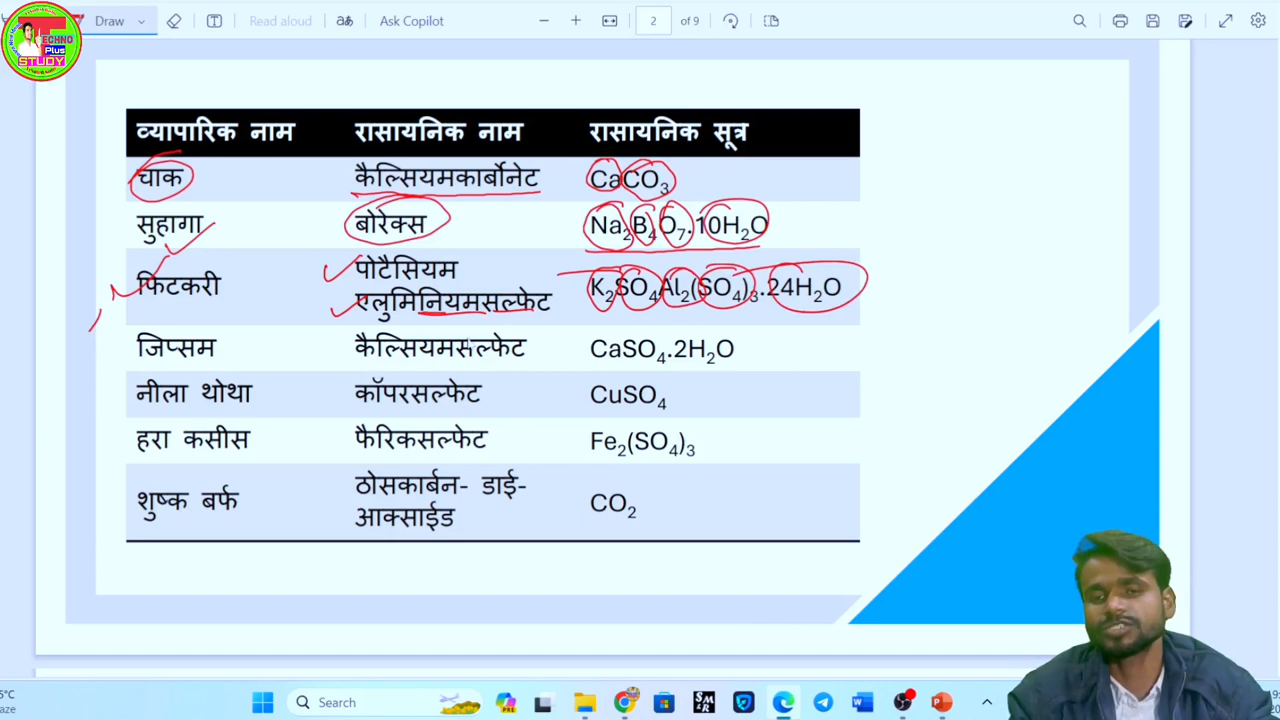 Draw
Read aloud
Ask Copilot
2 of 9
TECHNO
Plus
STUDY
व्यापारिक नाम रासायनिक नाम रासायनिक सूत्र
चाक कैल्सियमकार्बोनेट CaCO₃
सुहागा बोरेक्स Na₂B₄O₇.10H₂O
फिटकरी पोटैसियम
एलुमिनियमसल्फेट K₂SO₄Al₂(SO₄)₃.24H₂O
जिप्सम कैल्सियमसल्फेट CaSO₄.2H₂O
नीला थोथा कॉपरसल्फेट CuSO₄
हरा कसीस फैरिकसल्फेट Fe₂(SO₄)₃
शुष्क बर्फ ठोसकार्बन- डाई-
आक्साईड CO₂
Search